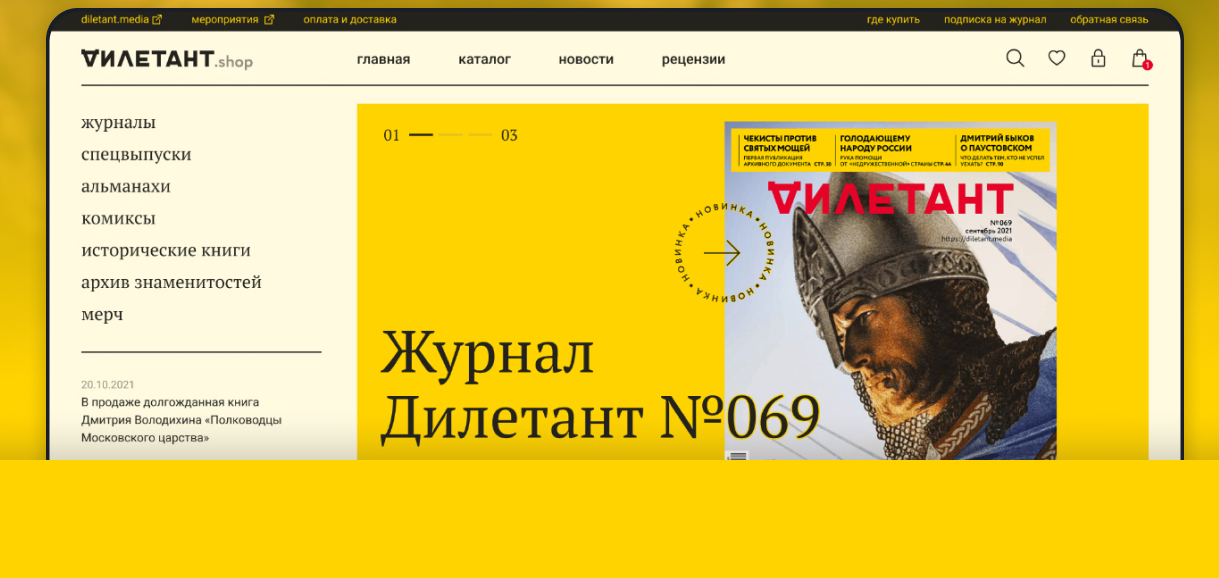 diletant.media мероприятия оплата и доставка где купить подписка на журнал обратная связь
ДИЛЕТАНТ.shop главная каталог новости рецензии
1
журналы
спецвыпуски
альманахи
комиксы
исторические книги
архив знаменитостей
мерч
20.10.2021
В продаже долгожданная книга
Дмитрия Володихина «Полководцы
Московского царства»
01 03
НОВИНКА • НОВИНКА • НОВИНКА • НОВИНКА •
Журнал
Дилетант №069
ЧЕКИСТЫ ПРОТИВ
СВЯТЫХ МОЩЕЙ
ПЕРВАЯ ПУБЛИКАЦИЯ
АРХИВНОГО ДОКУМЕНТА СТР. 30
ГОЛОДАЮЩЕМУ
НАРОДУ РОССИИ
РУКА ПОМОЩИ
ОТ «НЕДРУЖЕСТВЕННОЙ» СТРАНЫ СТР. 44
ДМИТРИЙ БЫКОВ
О ПАУСТОВСКОМ
ЧТО ДЕЛАТЬ ТЕМ, КТО НЕ УСПЕЛ
УЕХАТЬ? СТР. 90
ДИЛЕТАНТ
№069
сентябрь 2021
https://diletant.media